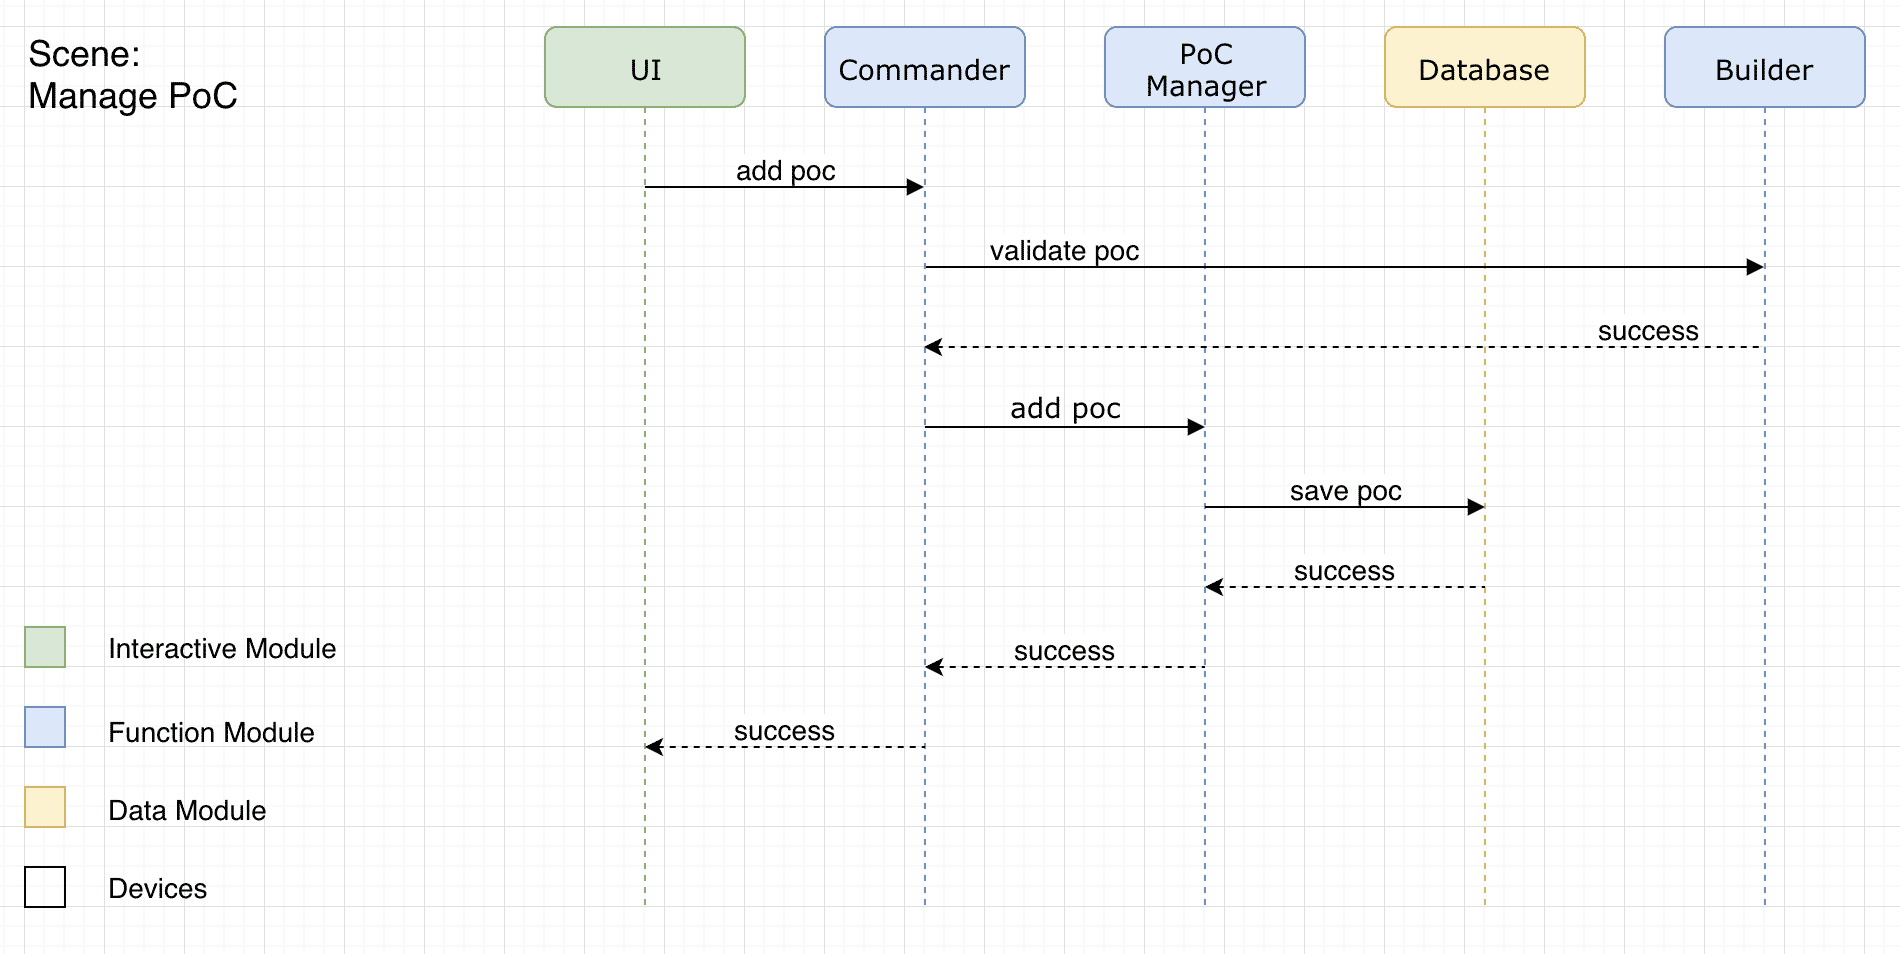 Scene:
Manage PoC
UI
Commander
PoC
Manager
Database
Builder
add poc
validate poc
success
add poc
save poc
success
success
success
Interactive Module
Function Module
Data Module
Devices